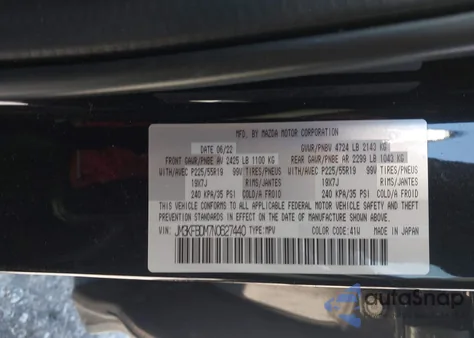 MFD. BY MAZDA MOTOR CORPORATION
DATE 06/22 GVWR/PNBV 4724 LB 2143 KG
FRONT GAWR/PNBE AV 2425 LB 1100 KG REAR GAWR/PNBE AR 2299 LB 1043 KG
WITH/AVEC P225/55R19 99V TIRES/PNEUS WITH/AVEC P225/55R19 99V TIRES/PNEUS
19X7J RIMS/JANTES 19X7J RIMS/JANTES
240 KPA/35 PSI COLD/A FROID 240 KPA/35 PSI COLD/A FROID
THIS VEHICLE CONFORMS TO ALL APPLICABLE FEDERAL MOTOR VEHICLE SAFETY AND
THEFT PREVENTION STANDARDS IN EFFECT ON THE DATE OF MANUFACTURE SHOWN ABOVE.
VIN: JM3KFBDM7N0627440 TYPE:MPV COLOR CODE:41W MADE IN JAPAN
autoSnap